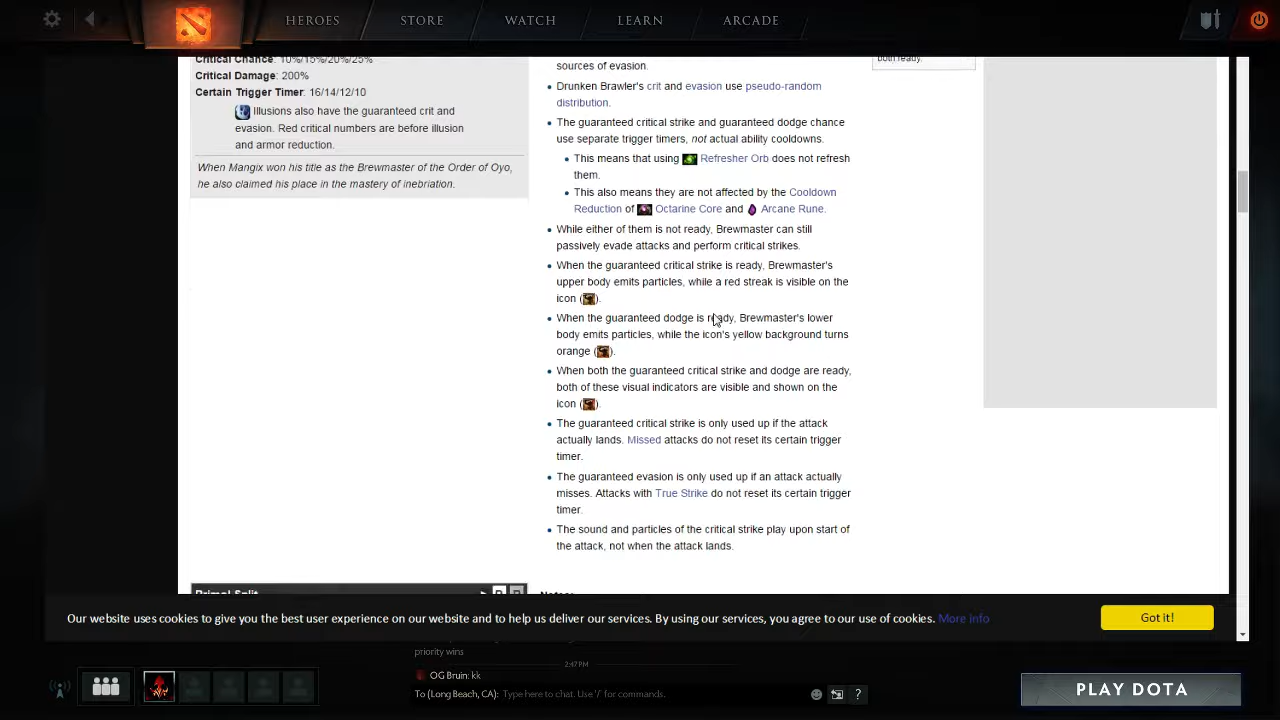 HEROES
STORE
WATCH
LEARN
ARCADE
Critical Chance: 10%/15%/20%/25%
Critical Damage: 200%
Certain Trigger Timer: 16/14/12/10
Illusions also have the guaranteed crit and
evasion. Red critical numbers are before illusion
and armor reduction.
When Mangix won his title as the Brewmaster of the Order of Oyo,
he also claimed his place in the mastery of inebriation.
sources of evasion.
Drunken Brawler's crit and evasion use pseudo-random
distribution.
The guaranteed critical strike and guaranteed dodge chance
use separate trigger timers, not actual ability cooldowns.
This means that using Refresher Orb does not refresh
them.
This also means they are not affected by the Cooldown
Reduction of Octarine Core and Arcane Rune.
While either of them is not ready, Brewmaster can still
passively evade attacks and perform critical strikes.
When the guaranteed critical strike is ready, Brewmaster's
upper body emits particles, while a red streak is visible on the
icon ( ).
When the guaranteed dodge is ready, Brewmaster's lower
body emits particles, while the icon's yellow background turns
orange ( ).
When both the guaranteed critical strike and dodge are ready,
both of these visual indicators are visible and shown on the
icon ( ).
The guaranteed critical strike is only used up if the attack
actually lands. Missed attacks do not reset its certain trigger
timer.
The guaranteed evasion is only used up if an attack actually
misses. Attacks with True Strike do not reset its certain trigger
timer.
The sound and particles of the critical strike play upon start of
the attack, not when the attack lands.
both ready.
Primal Split
Notes:
Our website uses cookies to give you the best user experience on our website and to help us deliver our services. By using our services, you agree to our use of cookies. More info
Got it!
priority wins
2:47 PM
OG Bruin: kk
To (Long Beach, CA): Type here to chat. Use '/' for commands.
?
PLAY DOTA